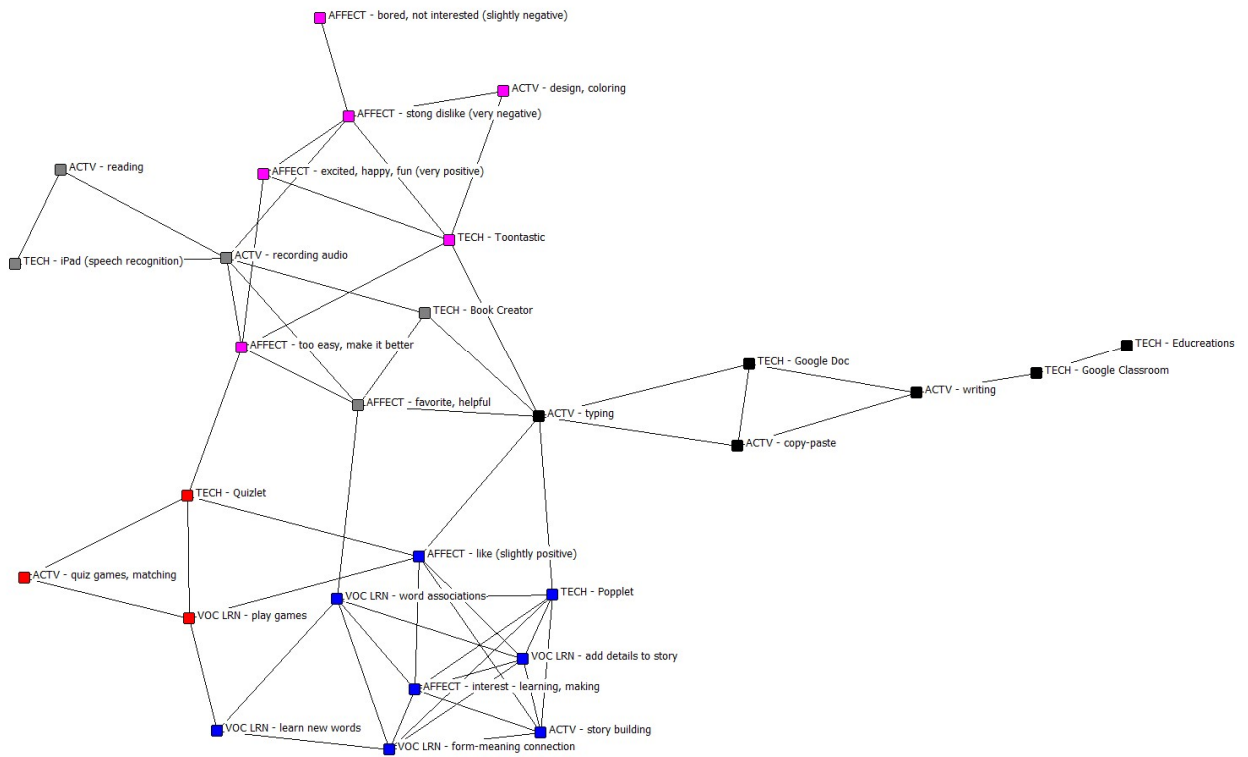 AFFECT - bored, not interested (slightly negative)
ACTV - design, coloring
AFFECT - stong dislike (very negative)
ACTV - reading
AFFECT - excited, happy, fun (very positive)
TECH - Toontastic
ACTV - recording audio
TECH - iPad (speech recognition)
TECH - Book Creator
AFFECT - too easy, make it better
TECH - Educreations
TECH - Google Doc
TECH - Google Classroom
ACTV - writing
AFFECT - favorite, helpful
ACTV - typing
ACTV - copy-paste
TECH - Quizlet
AFFECT - like (slightly positive)
ACTV - quiz games, matching
TECH - Popplet
VOC LRN - word associations
VOC LRN - play games
VOC LRN - add details to story
AFFECT - interest - learning, making
VOC LRN - learn new words
ACTV - story building
VOC LRN - form-meaning connection